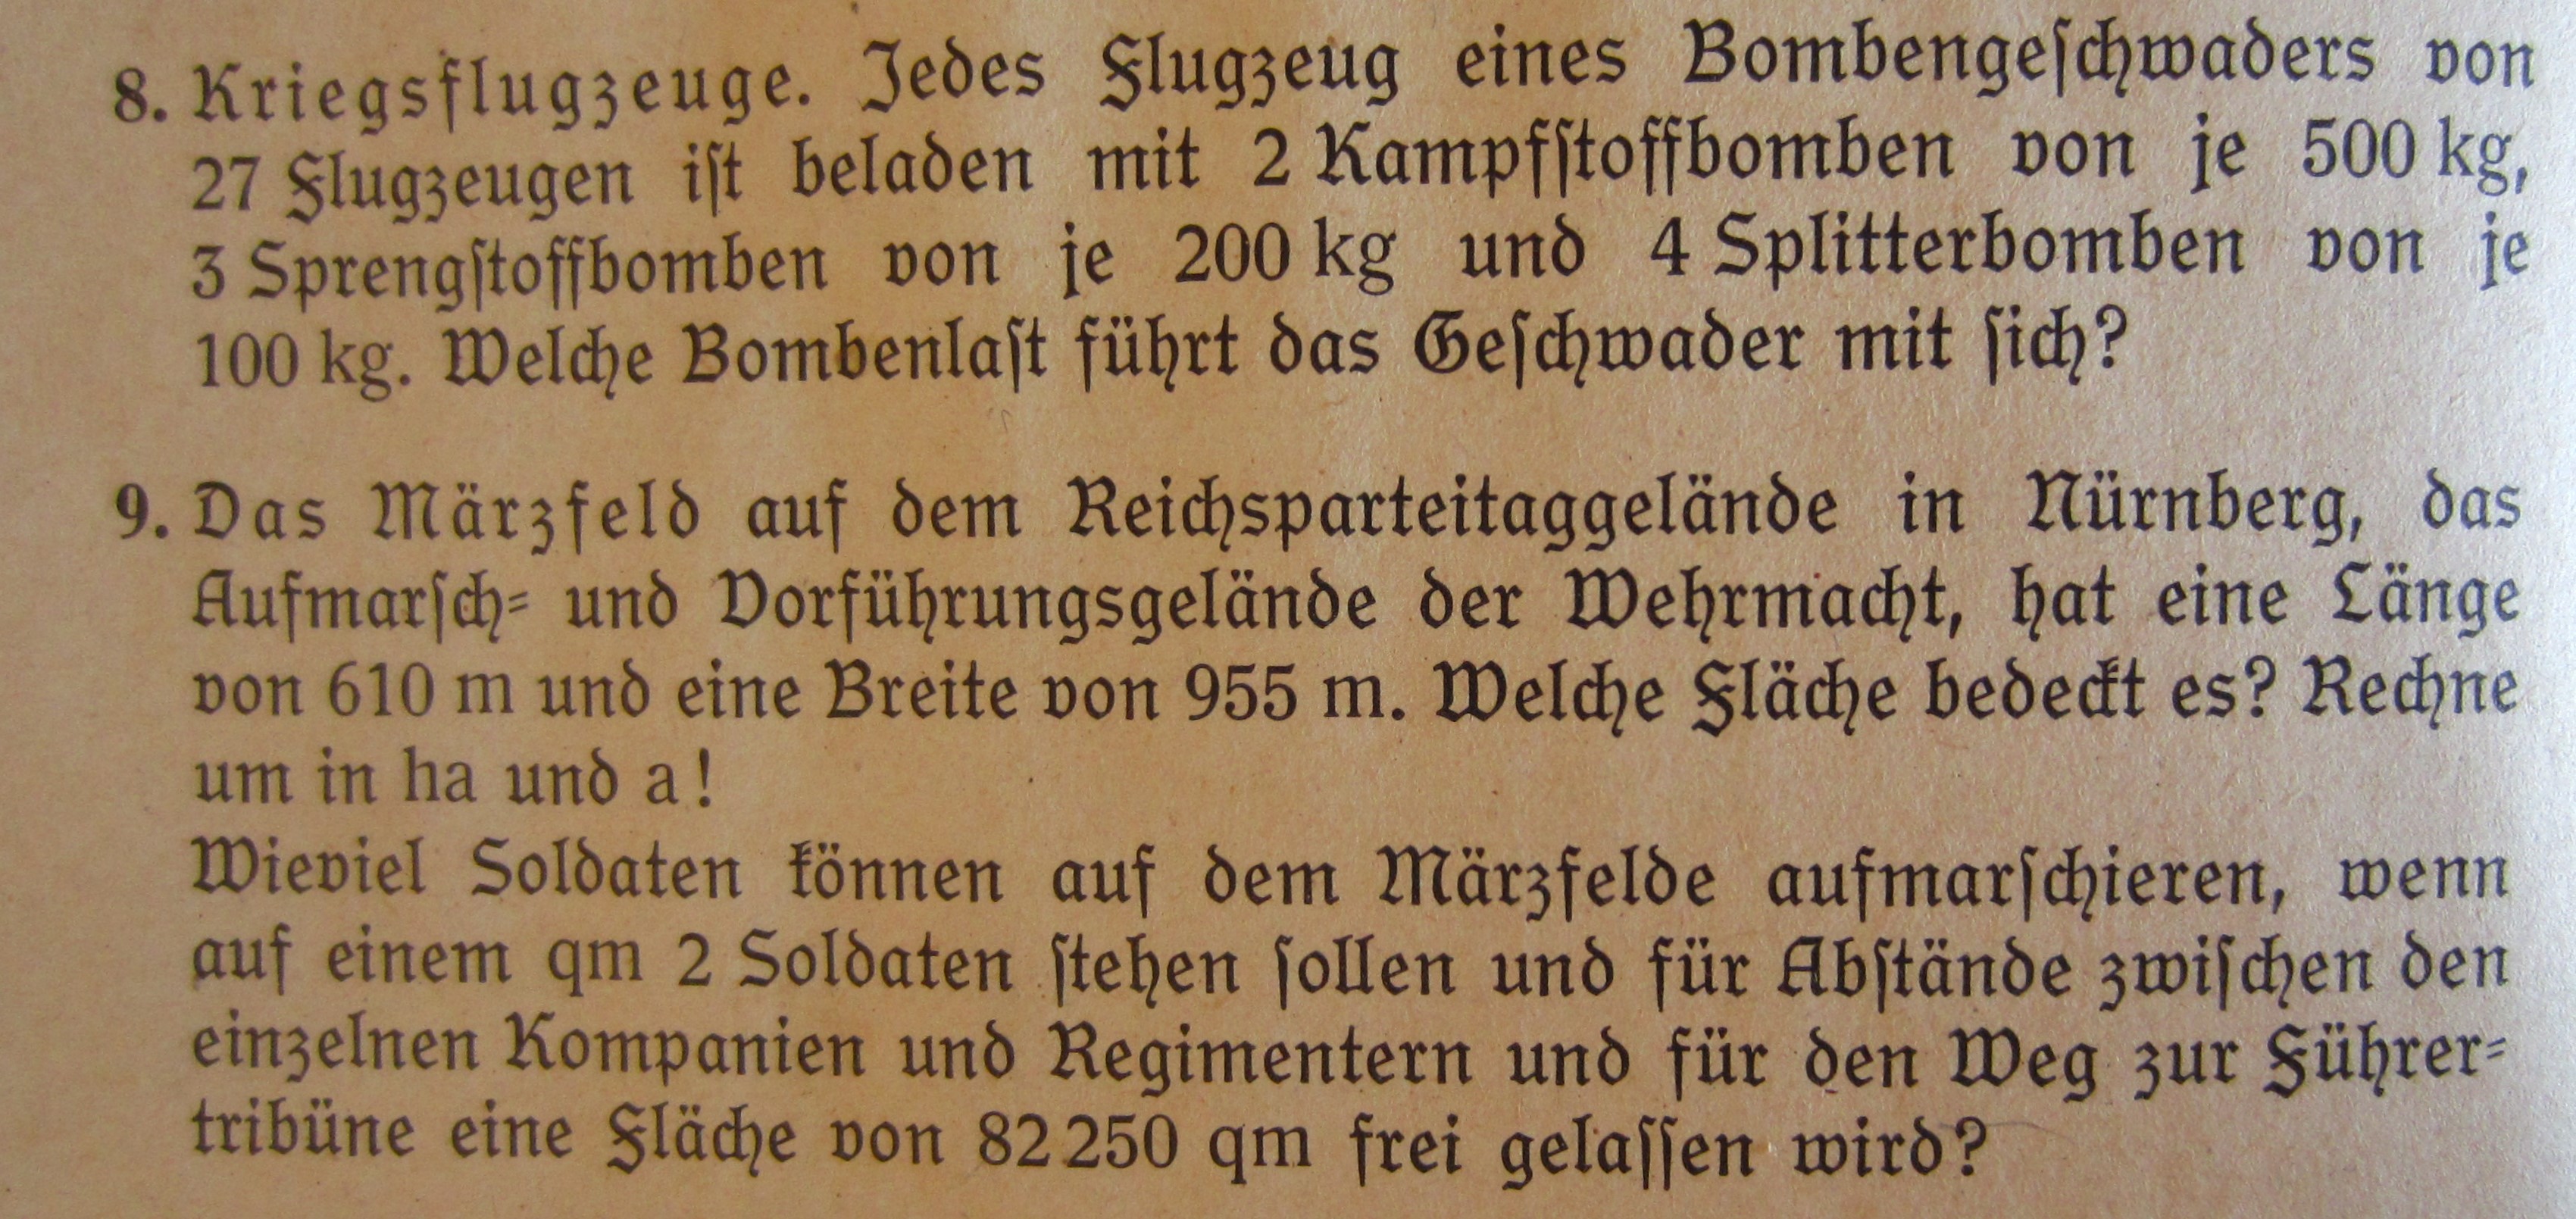 8. Kriegsflugzeuge. Jedes Flugzeug eines Bombengeſchwaders von
27 Flugzeugen iſt beladen mit 2 Kampfſtoffbomben von je 500 kg,
3 Sprengſtoffbomben von je 200 kg und 4 Splitterbomben von je
100 kg. Welche Bombenlaſt führt das Geſchwader mit ſich?
9. Das Märzfeld auf dem Reichsparteitaggelände in Nürnberg, das
Aufmarſch- und Vorführungsgelände der Wehrmacht, hat eine Länge
von 610 m und eine Breite von 955 m. Welche Fläche bedeckt es? Rechne
um in ha und a!
Wieviel Soldaten können auf dem Märzfelde aufmarſchieren, wenn
auf einem qm 2 Soldaten ſtehen ſollen und für Abſtände zwiſchen den
einzelnen Kompanien und Regimentern und für den Weg zur Führer-
tribüne eine Fläche von 82 250 qm frei gelaſſen wird?